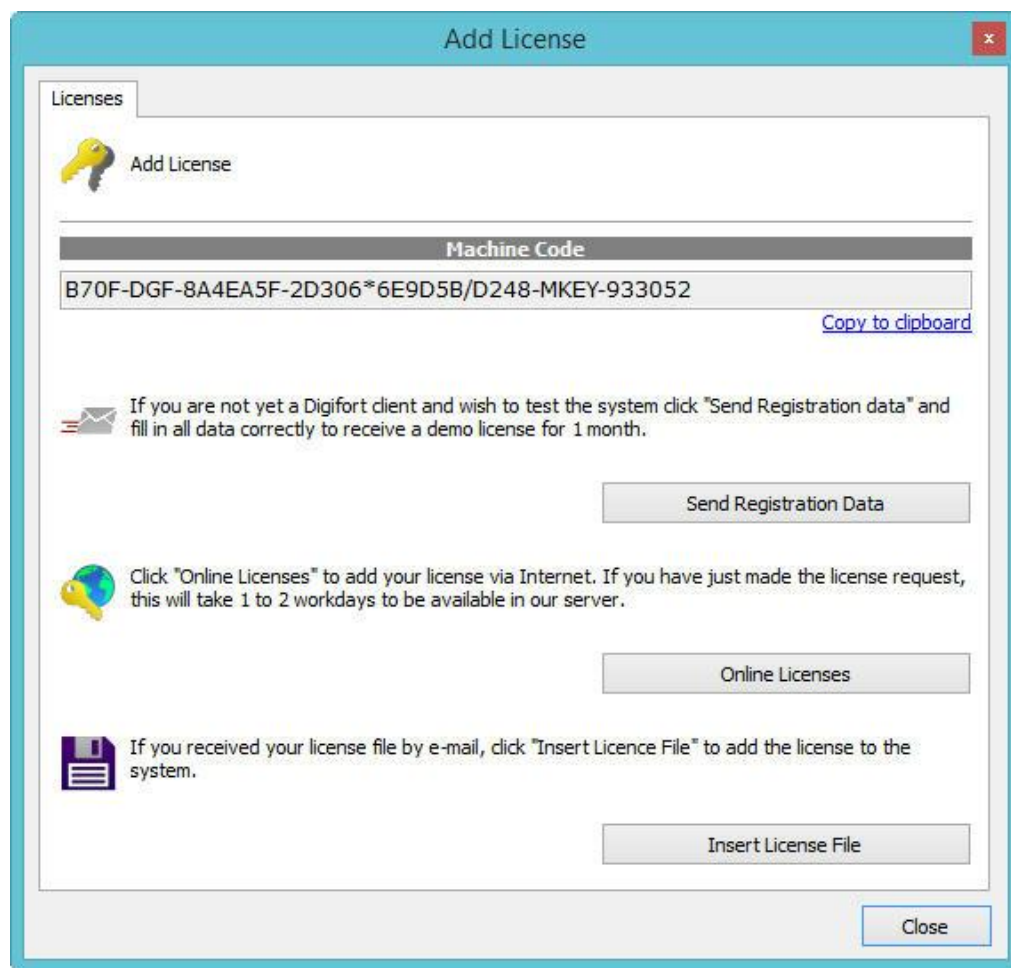 Add License
x
Licenses
Add License
Machine Code
B70F-DGF-8A4EA5F-2D306*6E9D5B/D248-MKEY-933052
Copy to clipboard
If you are not yet a Digifort client and wish to test the system click "Send Registration data" and
fill in all data correctly to receive a demo license for 1 month.
Send Registration Data
Click "Online Licenses" to add your license via Internet. If you have just made the license request,
this will take 1 to 2 workdays to be available in our server.
Online Licenses
If you received your license file by e-mail, click "Insert Licence File" to add the license to the
system.
Insert License File
Close